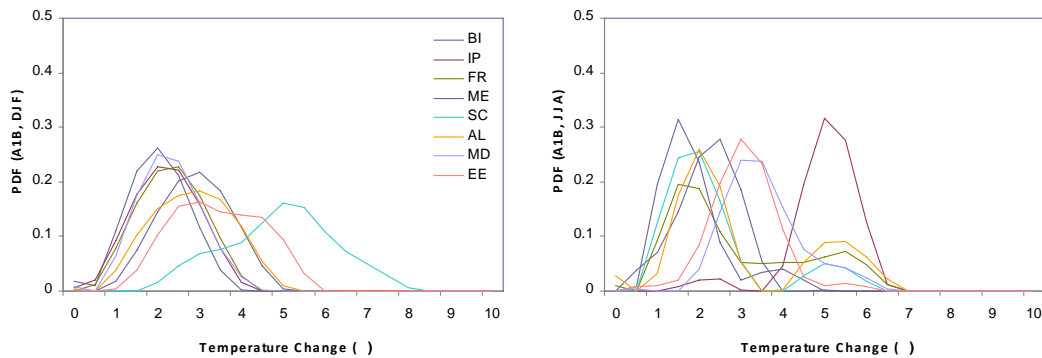 0.5
0.4
0.3
0.2
0.1
0
PDF (A1B, DJF)
0 1 2 3 4 5 6 7 8 9 10
Temperature Change ( )
BI
IP
FR
ME
SC
AL
MD
EE
0.5
0.4
0.3
0.2
0.1
0
PDF (A1B, JJA)
0 1 2 3 4 5 6 7 8 9 10
Temperature Change ( )